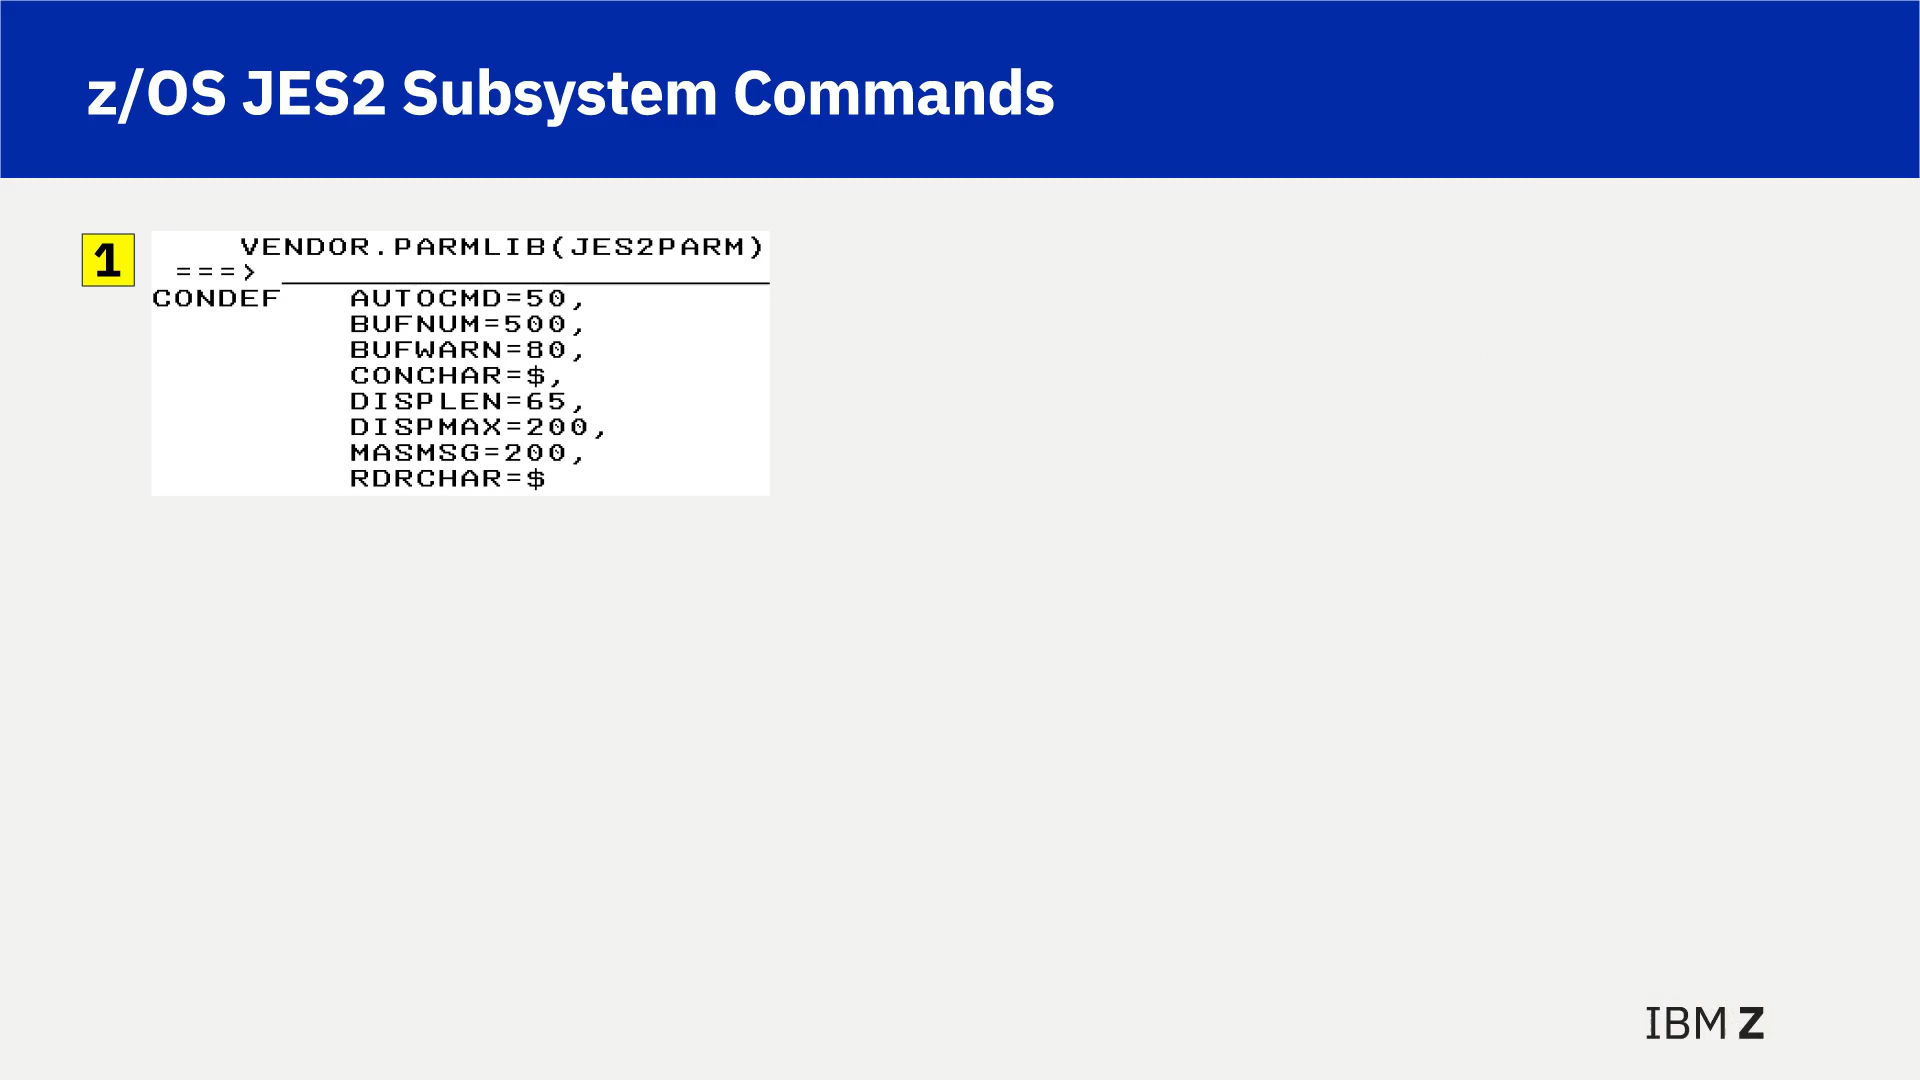 z/OS JES2 Subsystem Commands
1
VENDOR.PARMLIB(JES2PARM)
===>
CONDEF AUTOCMD=50,
BUFNUM=500,
BUFWARN=80,
CONCHAR=$,
DISPLEN=65,
DISPMAX=200,
MASMSG=200,
RDRCHAR=$
IBM Z